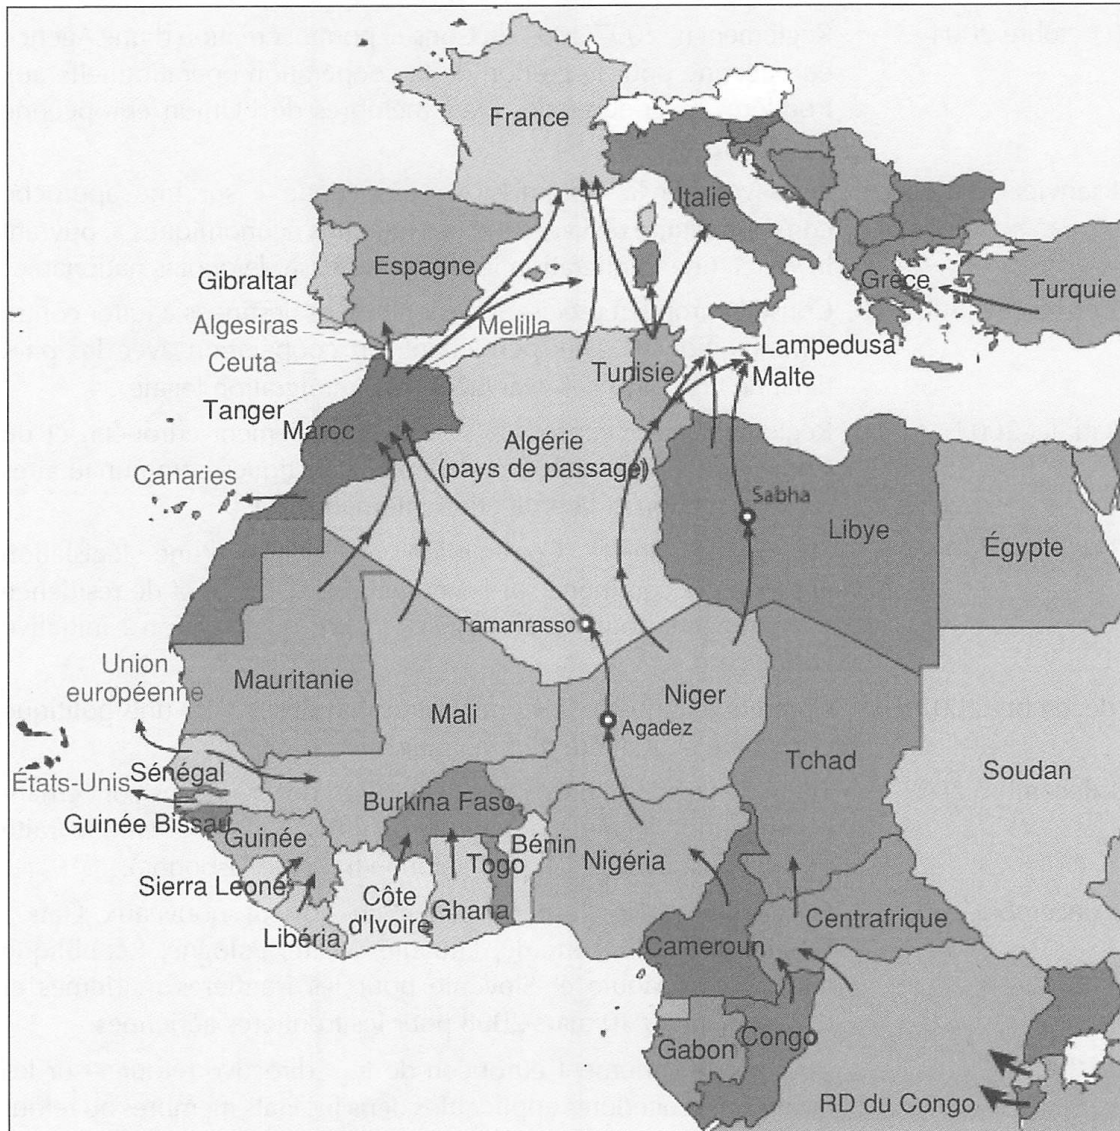 France
Italie
Espagne
Gibraltar
Grèce
Turquie
Algesiras
Melilla
Lampedusa
Ceuta
Tunisie
Malte
Tanger
Maroc
Algérie
(pays de passage)
Canaries
Sabha
Libye
Égypte
Tamanrasso
Union
européenne
Mauritanie
Mali
Niger
Agadez
Tchad
Soudan
États-Unis
Sénégal
Burkina Faso
Guinée Bissau
Guinée
Bénin
Nigéria
Togo
Sierra Leone
Côte
d'Ivoire
Ghana
Centrafrique
Libéria
Cameroun
Congo
Gabon
RD du Congo